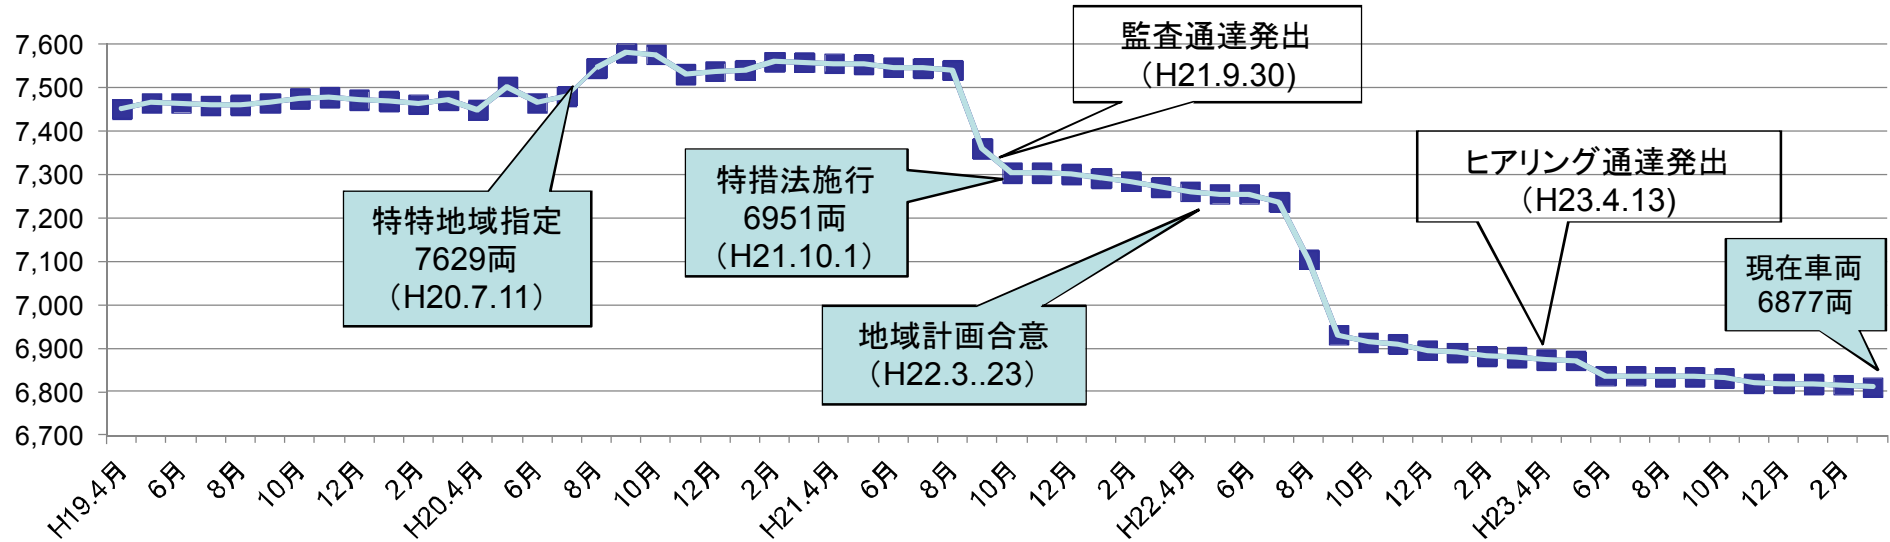 7,600
7,500
7,400
7,300
7,200
7,100
7,000
6,900
6,800
6,700
特特地域指定
7629両
（H20.7.11）
特措法施行
6951両
（H21.10.1）
監査通達発出
（H21.9.30)
地域計画合意
（H22.3..23）
ヒアリング通達発出
（H23.4.13)
現在車両
6877両
H19.4月
6月
8月
10月
12月
2月
H20.4月
6月
8月
10月
12月
2月
H21.4月
6月
8月
10月
12月
2月
H22.4月
6月
8月
10月
12月
2月
H23.4月
6月
8月
10月
12月
2月